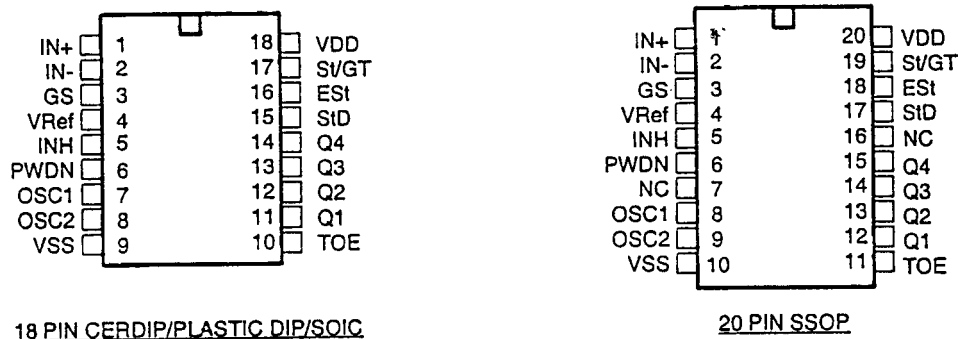 IN+ 1 18 VDD
IN- 2 17 St/GT
GS 3 16 ESt
VRef 4 15 StD
INH 5 14 Q4
PWDN 6 13 Q3
OSC1 7 12 Q2
OSC2 8 11 Q1
VSS 9 10 TOE
18 PIN CERDIP/PLASTIC DIP/SOIC
IN+ 1 20 VDD
IN- 2 19 St/GT
GS 3 18 ESt
VRef 4 17 StD
INH 5 16 NC
PWDN 6 15 Q4
NC 7 14 Q3
OSC1 8 13 Q2
OSC2 9 12 Q1
VSS 10 11 TOE
20 PIN SSOP